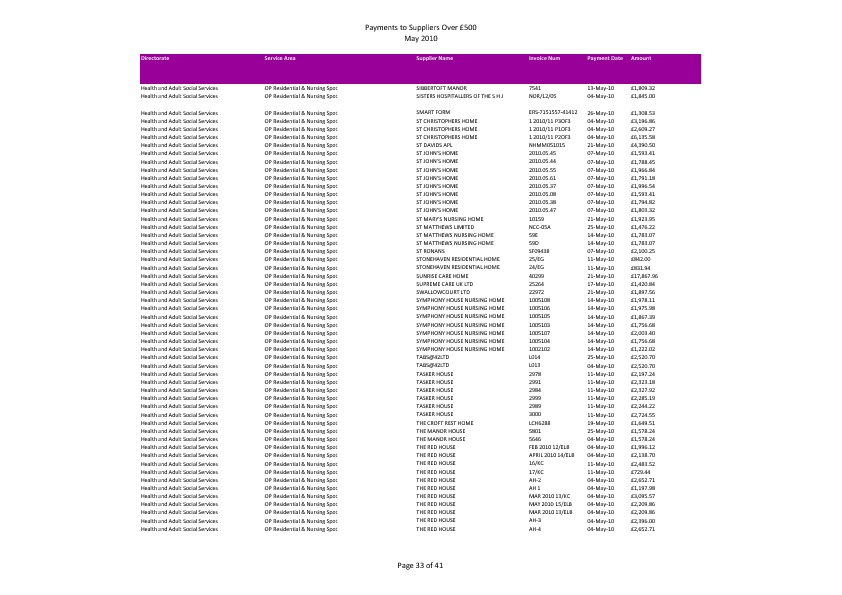 Payments to Suppliers Over £500
May 2010
Directorate Service Area Supplier Name Invoice Num Payment Date Amount
Health and Adult Social Services OP Residential & Nursing Spot SIBBERTOFT MANOR 7541 13-May-10 £1,809.32
Health and Adult Social Services OP Residential & Nursing Spot SISTERS HOSPITALLERS OF THE S H J NOR/12/05 04-May-10 £1,845.00
Health and Adult Social Services OP Residential & Nursing Spot SMART FORM ERS-7151557-41412 26-May-10 £1,308.53
Health and Adult Social Services OP Residential & Nursing Spot ST CHRISTOPHERS HOME 1 2010/11 P3OF3 04-May-10 £3,196.86
Health and Adult Social Services OP Residential & Nursing Spot ST CHRISTOPHERS HOME 1 2010/11 P1OF3 04-May-10 £2,609.27
Health and Adult Social Services OP Residential & Nursing Spot ST CHRISTOPHERS HOME 1 2010/11 P2OF3 04-May-10 £6,135.58
Health and Adult Social Services OP Residential & Nursing Spot ST DAVIDS APL NHMM051015 21-May-10 £4,390.50
Health and Adult Social Services OP Residential & Nursing Spot ST JOHN'S HOME 2010.05.45 07-May-10 £1,593.41
Health and Adult Social Services OP Residential & Nursing Spot ST JOHN'S HOME 2010.05.44 07-May-10 £1,788.45
Health and Adult Social Services OP Residential & Nursing Spot ST JOHN'S HOME 2010.05.55 07-May-10 £1,966.84
Health and Adult Social Services OP Residential & Nursing Spot ST JOHN'S HOME 2010.05.61 07-May-10 £1,791.18
Health and Adult Social Services OP Residential & Nursing Spot ST JOHN'S HOME 2010.05.37 07-May-10 £1,996.54
Health and Adult Social Services OP Residential & Nursing Spot ST JOHN'S HOME 2010.05.08 07-May-10 £1,593.41
Health and Adult Social Services OP Residential & Nursing Spot ST JOHN'S HOME 2010.05.38 07-May-10 £1,794.82
Health and Adult Social Services OP Residential & Nursing Spot ST JOHN'S HOME 2010.05.47 07-May-10 £1,803.32
Health and Adult Social Services OP Residential & Nursing Spot ST MARY'S NURSING HOME 10159 21-May-10 £1,923.95
Health and Adult Social Services OP Residential & Nursing Spot ST MATTHEWS LIMITED NCC-05A 25-May-10 £1,476.22
Health and Adult Social Services OP Residential & Nursing Spot ST MATTHEWS NURSING HOME 59E 14-May-10 £1,783.07
Health and Adult Social Services OP Residential & Nursing Spot ST MATTHEWS NURSING HOME 59D 14-May-10 £1,783.07
Health and Adult Social Services OP Residential & Nursing Spot ST RONANS SF09438 07-May-10 £2,100.25
Health and Adult Social Services OP Residential & Nursing Spot STONEHAVEN RESIDENTIAL HOME 25/EG 11-May-10 £842.00
Health and Adult Social Services OP Residential & Nursing Spot STONEHAVEN RESIDENTIAL HOME 24/EG 11-May-10 £831.94
Health and Adult Social Services OP Residential & Nursing Spot SUNRISE CARE HOME 40299 21-May-10 £17,867.96
Health and Adult Social Services OP Residential & Nursing Spot SUPREME CARE UK LTD 25264 17-May-10 £1,420.84
Health and Adult Social Services OP Residential & Nursing Spot SWALLOWCOURT LTD 22972 21-May-10 £1,897.56
Health and Adult Social Services OP Residential & Nursing Spot SYMPHONY HOUSE NURSING HOME 1005108 14-May-10 £1,978.11
Health and Adult Social Services OP Residential & Nursing Spot SYMPHONY HOUSE NURSING HOME 1005106 14-May-10 £1,975.98
Health and Adult Social Services OP Residential & Nursing Spot SYMPHONY HOUSE NURSING HOME 1005105 14-May-10 £1,867.39
Health and Adult Social Services OP Residential & Nursing Spot SYMPHONY HOUSE NURSING HOME 1005103 14-May-10 £1,756.68
Health and Adult Social Services OP Residential & Nursing Spot SYMPHONY HOUSE NURSING HOME 1005107 14-May-10 £2,003.40
Health and Adult Social Services OP Residential & Nursing Spot SYMPHONY HOUSE NURSING HOME 1005104 14-May-10 £1,756.68
Health and Adult Social Services OP Residential & Nursing Spot SYMPHONY HOUSE NURSING HOME 1002102 14-May-10 £1,222.02
Health and Adult Social Services OP Residential & Nursing Spot TABS@42LTD L014 25-May-10 £2,520.70
Health and Adult Social Services OP Residential & Nursing Spot TABS@42LTD L013 04-May-10 £2,520.70
Health and Adult Social Services OP Residential & Nursing Spot TASKER HOUSE 2978 11-May-10 £2,197.24
Health and Adult Social Services OP Residential & Nursing Spot TASKER HOUSE 2991 11-May-10 £2,323.18
Health and Adult Social Services OP Residential & Nursing Spot TASKER HOUSE 2984 11-May-10 £2,327.92
Health and Adult Social Services OP Residential & Nursing Spot TASKER HOUSE 2999 11-May-10 £2,285.19
Health and Adult Social Services OP Residential & Nursing Spot TASKER HOUSE 2989 11-May-10 £2,244.22
Health and Adult Social Services OP Residential & Nursing Spot TASKER HOUSE 3000 11-May-10 £2,724.55
Health and Adult Social Services OP Residential & Nursing Spot THE CROFT REST HOME LCH6288 19-May-10 £1,649.51
Health and Adult Social Services OP Residential & Nursing Spot THE MANOR HOUSE 5801 25-May-10 £1,578.24
Health and Adult Social Services OP Residential & Nursing Spot THE MANOR HOUSE 5646 04-May-10 £1,578.24
Health and Adult Social Services OP Residential & Nursing Spot THE RED HOUSE FEB 2010 12/ELB 04-May-10 £1,996.12
Health and Adult Social Services OP Residential & Nursing Spot THE RED HOUSE APRIL 2010 14/ELB 04-May-10 £2,138.70
Health and Adult Social Services OP Residential & Nursing Spot THE RED HOUSE 16/KC 11-May-10 £2,483.52
Health and Adult Social Services OP Residential & Nursing Spot THE RED HOUSE 17/KC 11-May-10 £729.44
Health and Adult Social Services OP Residential & Nursing Spot THE RED HOUSE AH-2 04-May-10 £2,652.71
Health and Adult Social Services OP Residential & Nursing Spot THE RED HOUSE AH 1 04-May-10 £1,197.98
Health and Adult Social Services OP Residential & Nursing Spot THE RED HOUSE MAR 2010 13/KC 04-May-10 £3,095.57
Health and Adult Social Services OP Residential & Nursing Spot THE RED HOUSE MAY 2010 15/ELB 04-May-10 £2,209.86
Health and Adult Social Services OP Residential & Nursing Spot THE RED HOUSE MAR 2010 13/ELB 04-May-10 £2,209.86
Health and Adult Social Services OP Residential & Nursing Spot THE RED HOUSE AH-3 04-May-10 £2,396.00
Health and Adult Social Services OP Residential & Nursing Spot THE RED HOUSE AH-4 04-May-10 £2,652.71
Page 33 of 41